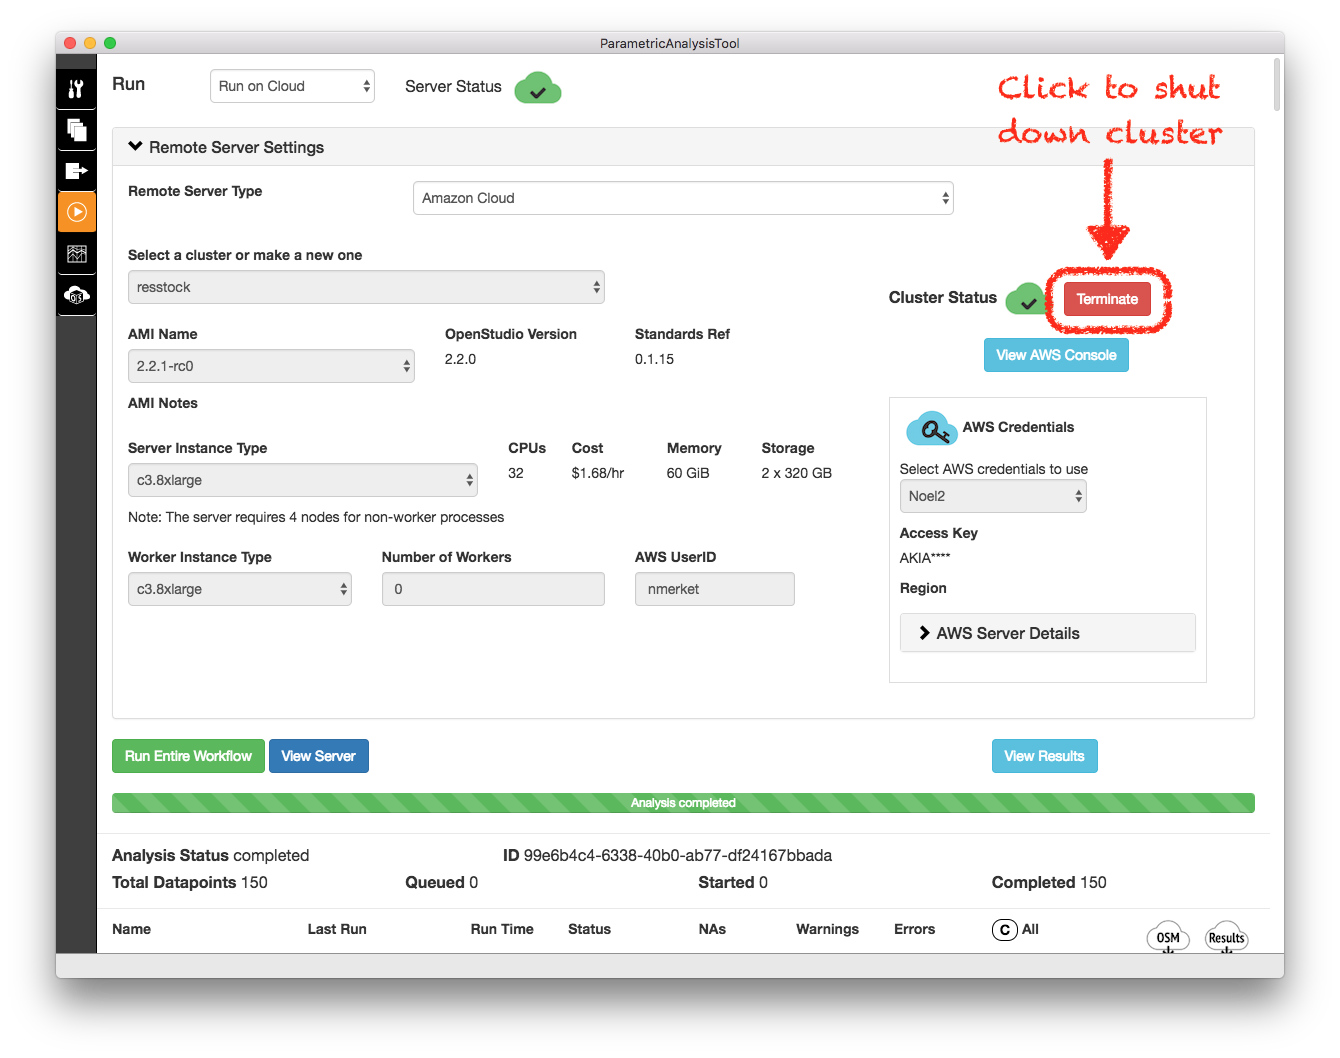 ParametricAnalysisTool
Run
Run on Cloud
Server Status
Click to shut
down cluster
Remote Server Settings
Remote Server Type
Amazon Cloud
Select a cluster or make a new one
resstock
Cluster Status
Terminate
AMI Name
OpenStudio Version
Standards Ref
2.2.1-rc0
2.2.0
0.1.15
View AWS Console
AMI Notes
AWS Credentials
Server Instance Type
CPUs
Cost
Memory
Storage
c3.8xlarge
32
$1.68/hr
60 GiB
2 x 320 GB
Select AWS credentials to use
Noel2
Note: The server requires 4 nodes for non-worker processes
Access Key
AKIA****
Worker Instance Type
Number of Workers
AWS UserID
c3.8xlarge
0
nmerket
Region
AWS Server Details
Run Entire Workflow
View Server
View Results
Analysis completed
Analysis Status completed
ID 99e6b4c4-6338-40b0-ab77-df24167bbada
Total Datapoints 150
Queued 0
Started 0
Completed 150
Name
Last Run
Run Time
Status
NAs
Warnings
Errors
C All
OSM
Results